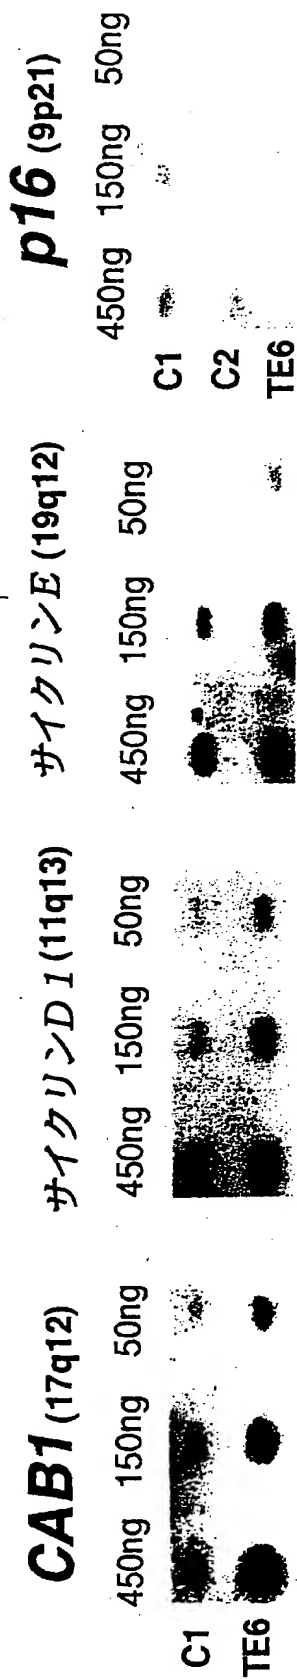 CAB1 (17q12)
450ng 150ng 50ng
C1
TE6
サイクリンD1 (11q13)
450ng 150ng 50ng
サイクリンE (19q12)
450ng 150ng 50ng
p16 (9p21)
450ng 150ng 50ng
C1
C2
TE6